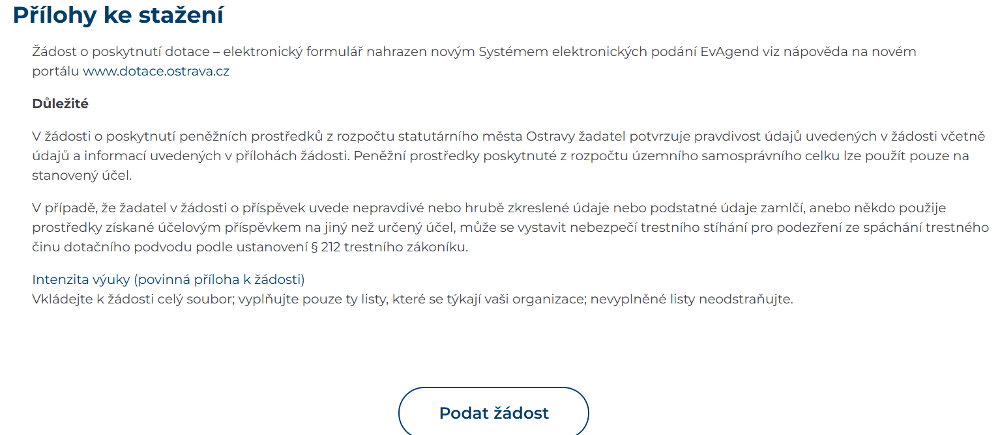 Přílohy ke stažení
Žádost o poskytnutí dotace – elektronický formulář nahrazen novým Systémem elektronických podání EvAgend viz nápověda na novém
portálu www.dotace.ostrava.cz
Důležité
V žádosti o poskytnutí peněžních prostředků z rozpočtu statutárního města Ostravy žadatel potvrzuje pravdivost údajů uvedených v žádosti včetně
údajů a informací uvedených v přílohách žádosti. Peněžní prostředky poskytnuté z rozpočtu územního samosprávního celku lze použít pouze na
stanovený účel.
V případě, že žadatel v žádosti o příspěvek uvede nepravdivé nebo hrubě zkreslené údaje nebo podstatné údaje zamlčí, anebo někdo použije
prostředky získané účelovým příspěvkem na jiný než určený účel, může se vystavit nebezpečí trestního stíhání pro podezření ze spáchání trestného
činu dotačního podvodu podle ustanovení § 212 trestního zákoníku.
Intenzita výuky (povinná příloha k žádosti)
Vkládejte k žádosti celý soubor; vyplňujte pouze ty listy, které se týkají vaši organizace; nevyplněné listy neodstraňujte.
Podat žádost